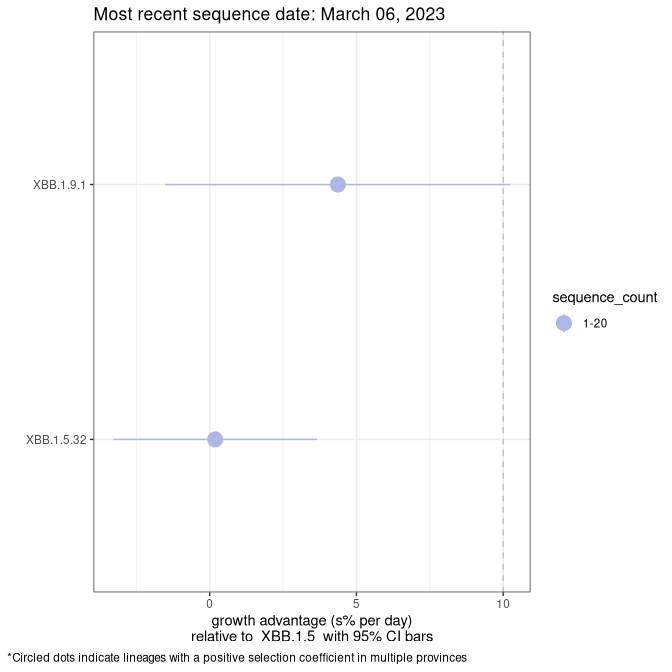 Most recent sequence date: March 06, 2023
XBB.1.9.1
XBB.1.5.32
sequence_count
1-20
0 5 10
growth advantage (s% per day)
relative to  XBB.1.5  with 95% CI bars
*Circled dots indicate lineages with a positive selection coefficient in multiple provinces